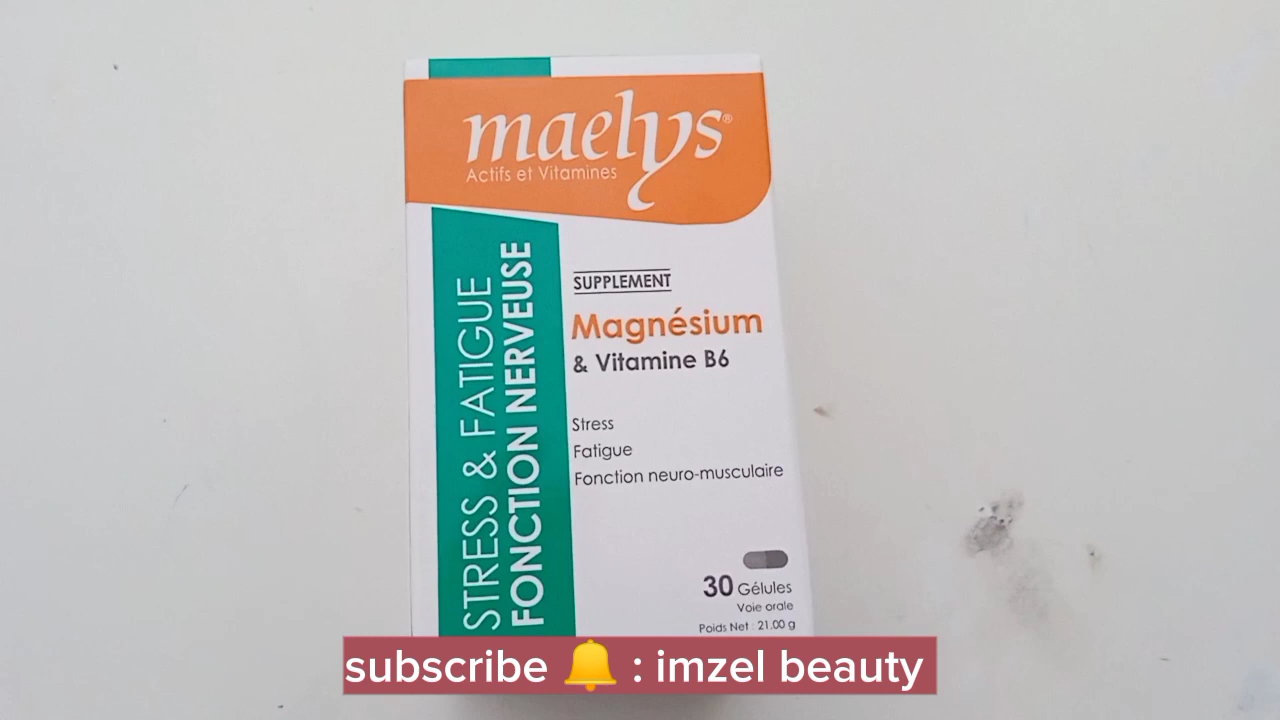 maelys®
Actifs et Vitamines
STRESS & FATIGUE
FONCTION NERVEUSE
SUPPLEMENT
Magnésium
& Vitamine B6
Stress
Fatigue
Fonction neuro-musculaire
30 Gélules
Voie orale
Poids Net : 21,00 g
subscribe 🔔 : imzel beauty